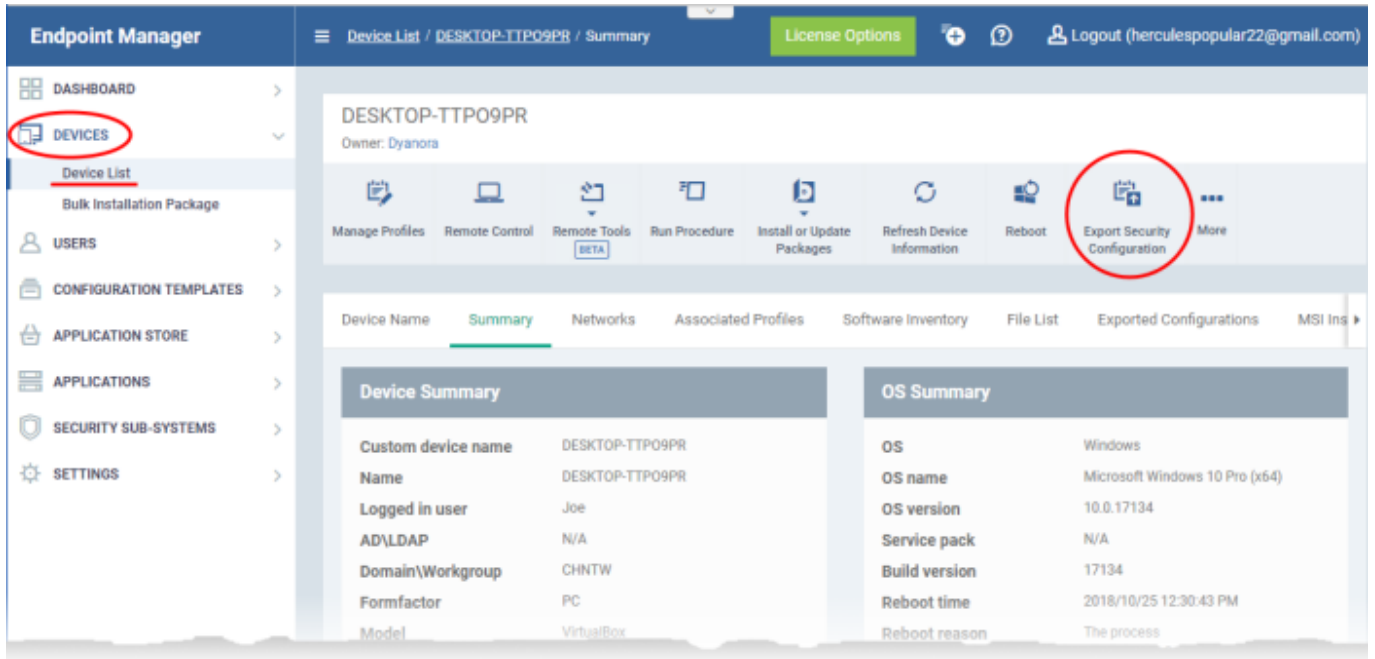 Endpoint Manager
Device List / DESKTOP-TTPO9PR / Summary
License Options
Logout (herculespopular22@gmail.com)
DASHBOARD
DEVICES
Device List
Bulk Installation Package
USERS
CONFIGURATION TEMPLATES
APPLICATION STORE
APPLICATIONS
SECURITY SUB-SYSTEMS
SETTINGS
DESKTOP-TTPO9PR
Owner: Dyanora
Manage Profiles
Remote Control
Remote Tools
BETA
Run Procedure
Install or Update
Packages
Refresh Device
Information
Reboot
Export Security
Configuration
More
Device Name Summary Networks Associated Profiles Software Inventory File List Exported Configurations MSI Ins
Device Summary
Custom device name DESKTOP-TTPO9PR
Name DESKTOP-TTPO9PR
Logged in user Joe
AD\LDAP N/A
Domain\Workgroup CHNTW
Formfactor PC
Model VirtualBox
OS Summary
OS Windows
OS name Microsoft Windows 10 Pro (x64)
OS version 10.0.17134
Service pack N/A
Build version 17134
Reboot time 2018/10/25 12:30:43 PM
Reboot reason The process